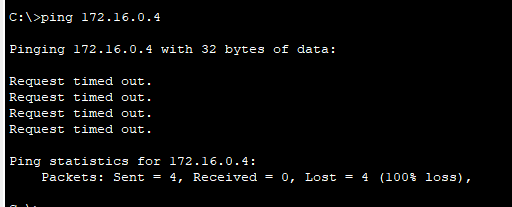 C:\>ping 172.16.0.4
Pinging 172.16.0.4 with 32 bytes of data:
Request timed out.
Request timed out.
Request timed out.
Request timed out.
Ping statistics for 172.16.0.4:
Packets: Sent = 4, Received = 0, Lost = 4 (100% loss),